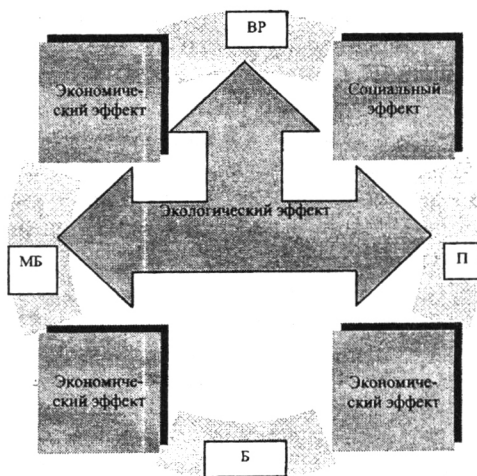 ВР
Экономиче-
ский эффект
Социальный
эффект
Экологический эффект
МБ
П
Экономиче-
ский эффект
Экономиче-
ский эффект
Б